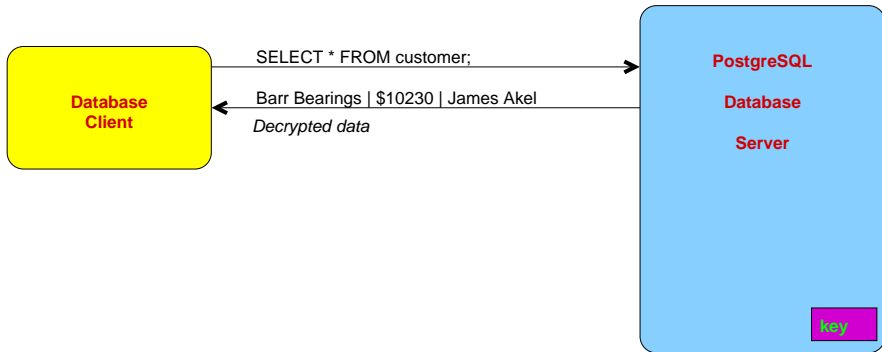 SELECT * FROM customer;
Barr Bearings | $10230 | James Akel
Decrypted data
Database
Client
PostgreSQL
Database
Server
key